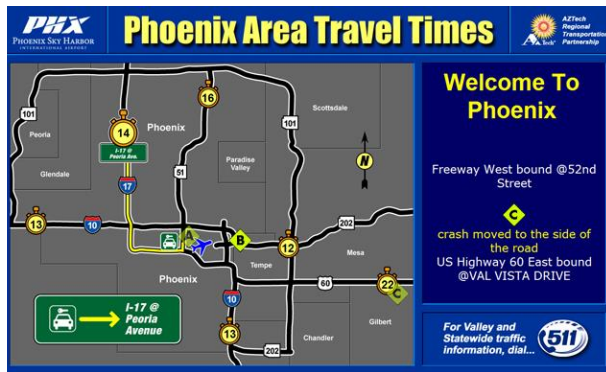 PHX
PHOENIX SKY HARBOR
INTERNATIONAL AIRPORT
Phoenix Area Travel Times
AZTech
Regional
Transportation
Partnership
AZTech
101
Peoria
Glendale
14
I-17 @
Peoria Ave.
17
Phoenix
16
51
Paradise
Valley
Scottsdale
101
N
13
10
A
B
202
12
Tempe
Mesa
Phoenix
60
22
C
10
13
202
Chandler
Gilbert
I-17 @
Peoria
Avenue
Welcome To
Phoenix
Freeway West bound @52nd
Street
C
crash moved to the side of
the road
US Highway 60 East bound
@VAL VISTA DRIVE
For Valley and
Statewide traffic
information, dial...
511